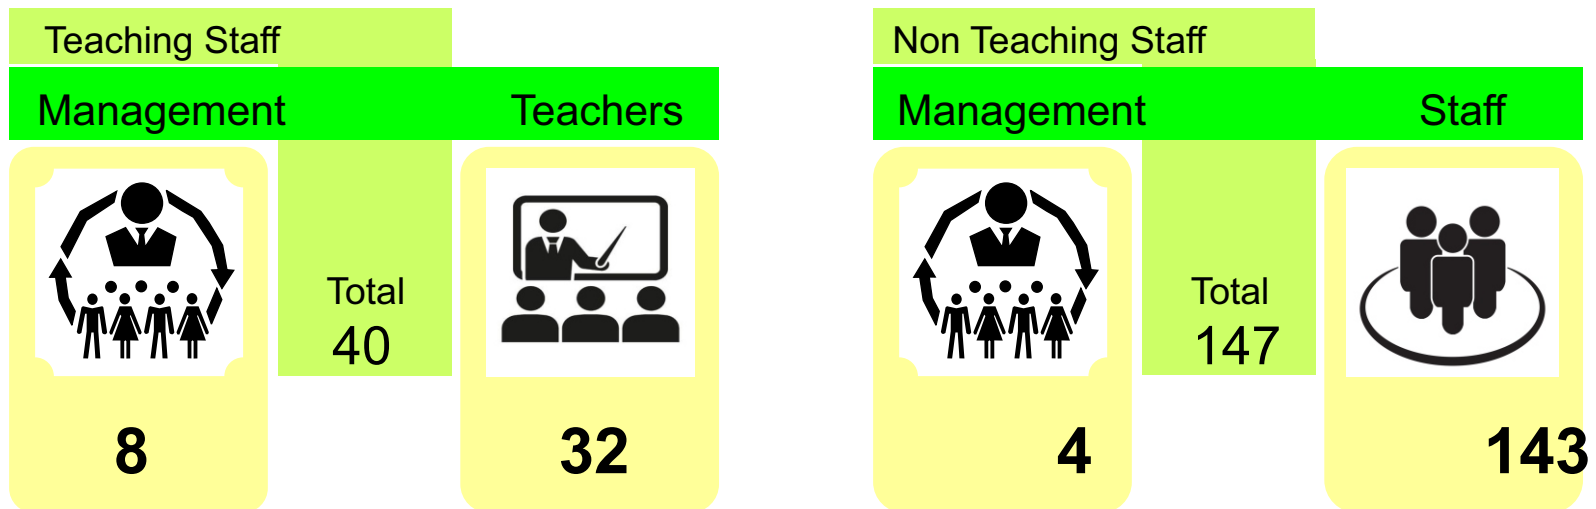 Teaching Staff
Management Teachers
Total
40
8 32
Non Teaching Staff
Management Staff
Total
147
4 143